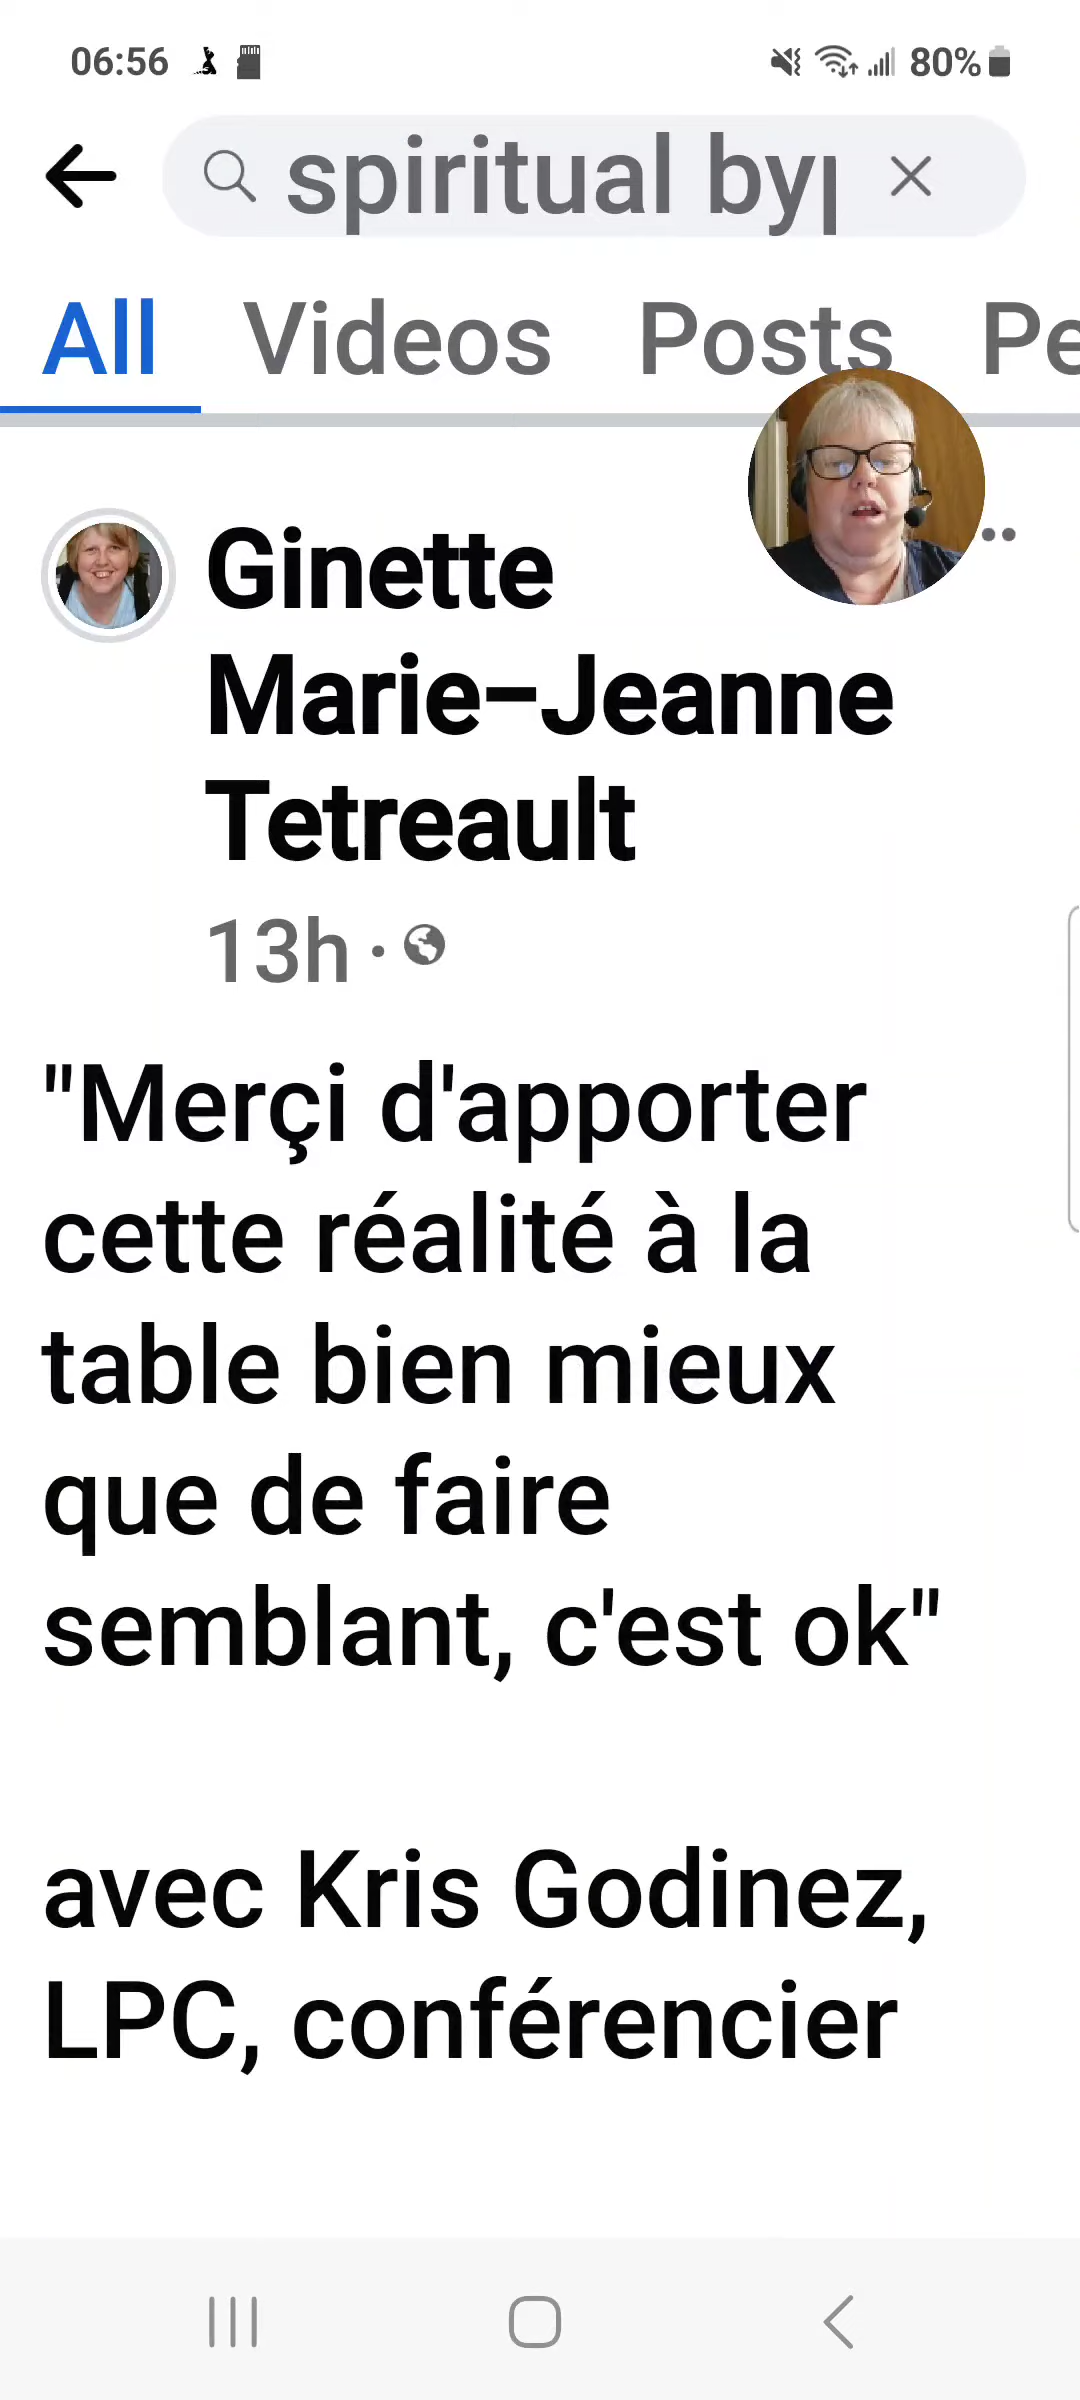 06:56 80%
spiritual by
All Videos Posts Pe
Ginette
Marie-Jeanne
Tetreault
13h ·
"Merçi d'apporter
cette réalité à la
table bien mieux
que de faire
semblant, c'est ok"
avec Kris Godinez,
LPC, conférencier